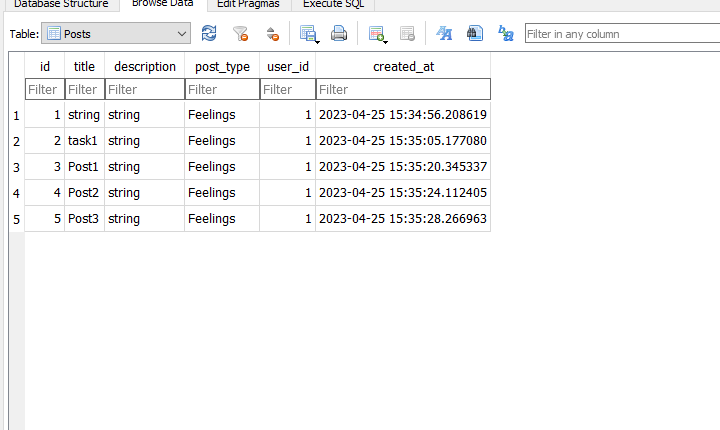 Database Structure Browse Data Edit Pragmas Execute SQL
Table: Posts Filter in any column
id title description post_type user_id created_at
Filter Filter Filter Filter Filter Filter
1 1 string string Feelings 1 2023-04-25 15:34:56.208619
2 2 task1 string Feelings 1 2023-04-25 15:35:05.177080
3 3 Post1 string Feelings 1 2023-04-25 15:35:20.345337
4 4 Post2 string Feelings 1 2023-04-25 15:35:24.112405
5 5 Post3 string Feelings 1 2023-04-25 15:35:28.266963